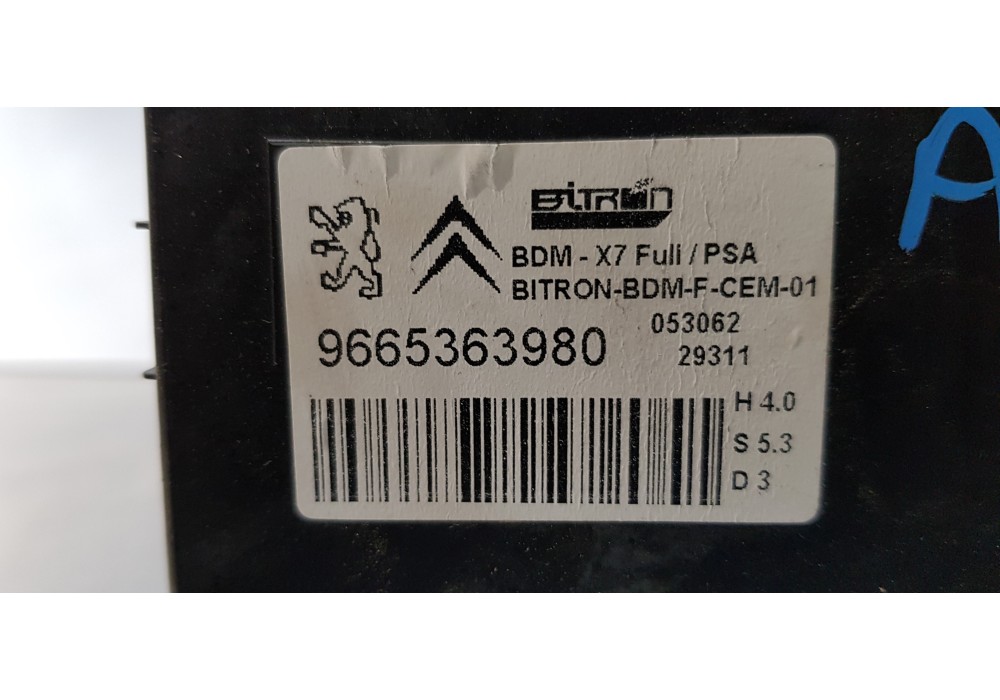 BiTRON
BDM - X7 Full / PSA
BITRON-BDM-F-CEM-01
053062
9665363980
29311
H 4.0
S 5.3
D 3
A